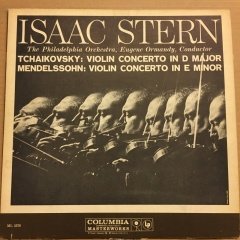 ISAAC STERN
The Philadelphia Orchestra, Eugene Ormandy, Conductor
TCHAIKOVSKY: VIOLIN CONCERTO IN D MAJOR
MENDELSSOHN: VIOLIN CONCERTO IN E MINOR
COLUMBIA
MASTERWORKS